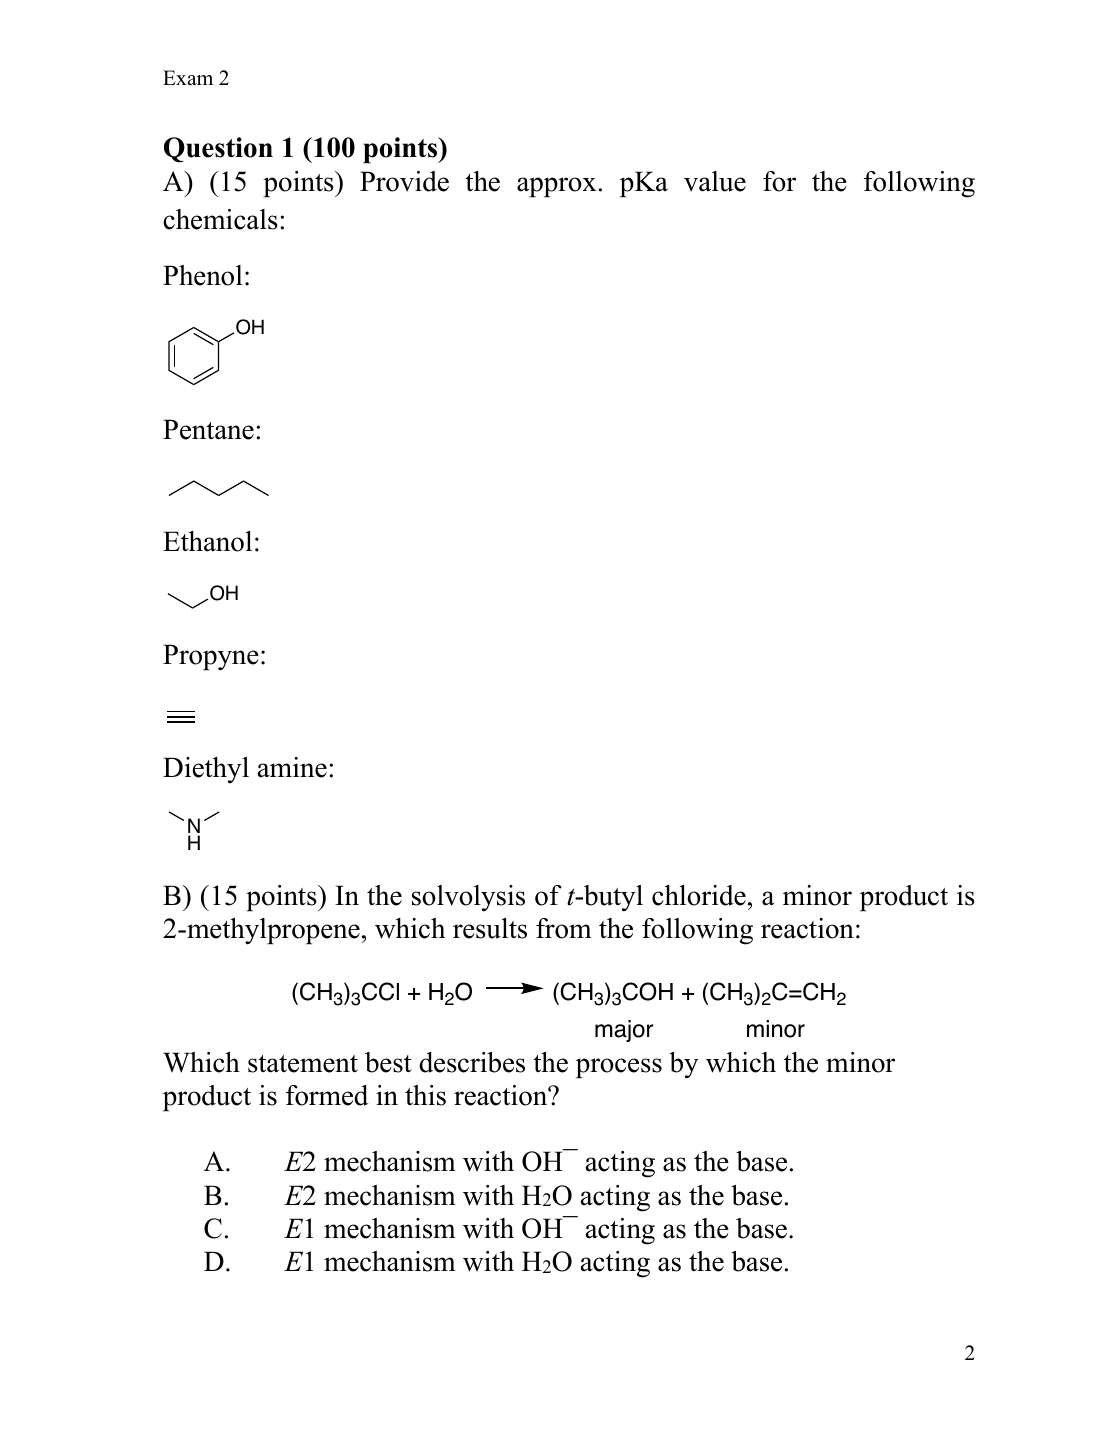 Exam 2
Question 1 (100 points)
A) (15 points) Provide the approx. pKa value for the following
chemicals:
Phenol:
OH
Pentane:
Ethanol:
OH
Propyne:
Diethyl amine:
N
H
B) (15 points) In the solvolysis of t-butyl chloride, a minor product is
2-methylpropene, which results from the following reaction:
(CH₃)₃CCl + H₂O ⟶ (CH₃)₃COH + (CH₃)₂C=CH₂
major minor
Which statement best describes the process by which the minor
product is formed in this reaction?
A. E2 mechanism with OH⁻ acting as the base.
B. E2 mechanism with H₂O acting as the base.
C. E1 mechanism with OH⁻ acting as the base.
D. E1 mechanism with H₂O acting as the base.
2